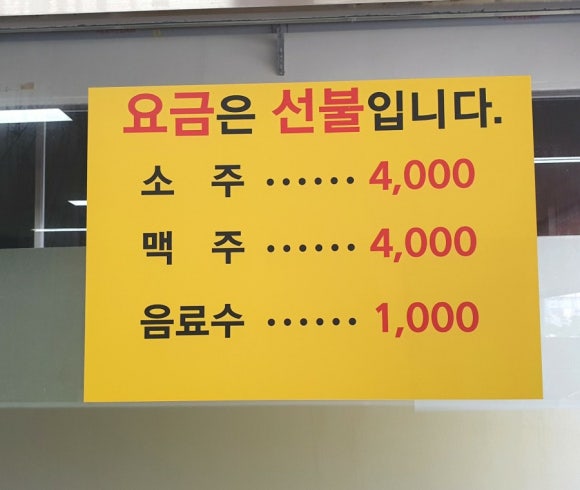 요금은 선불입니다.
소 주 ...... 4,000
맥 주 ...... 4,000
음료수 ...... 1,000